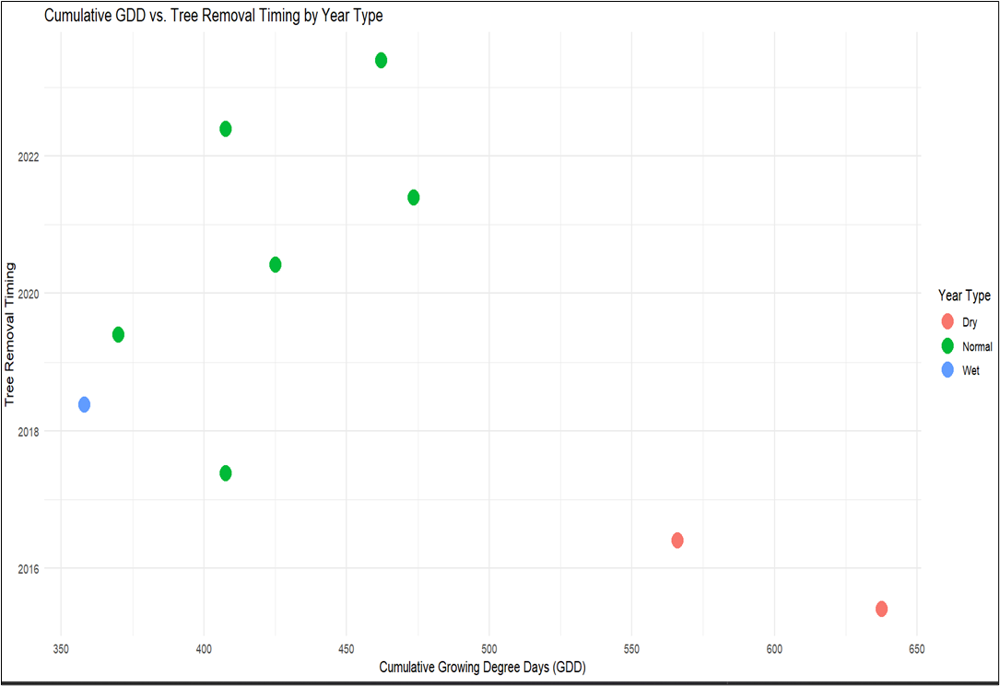 Cumulative GDD vs. Tree Removal Timing by Year Type
Tree Removal Timing
2022
2020
2018
2016
350 400 450 500 550 600 650
Cumulative Growing Degree Days (GDD)
Year Type
Dry
Normal
Wet